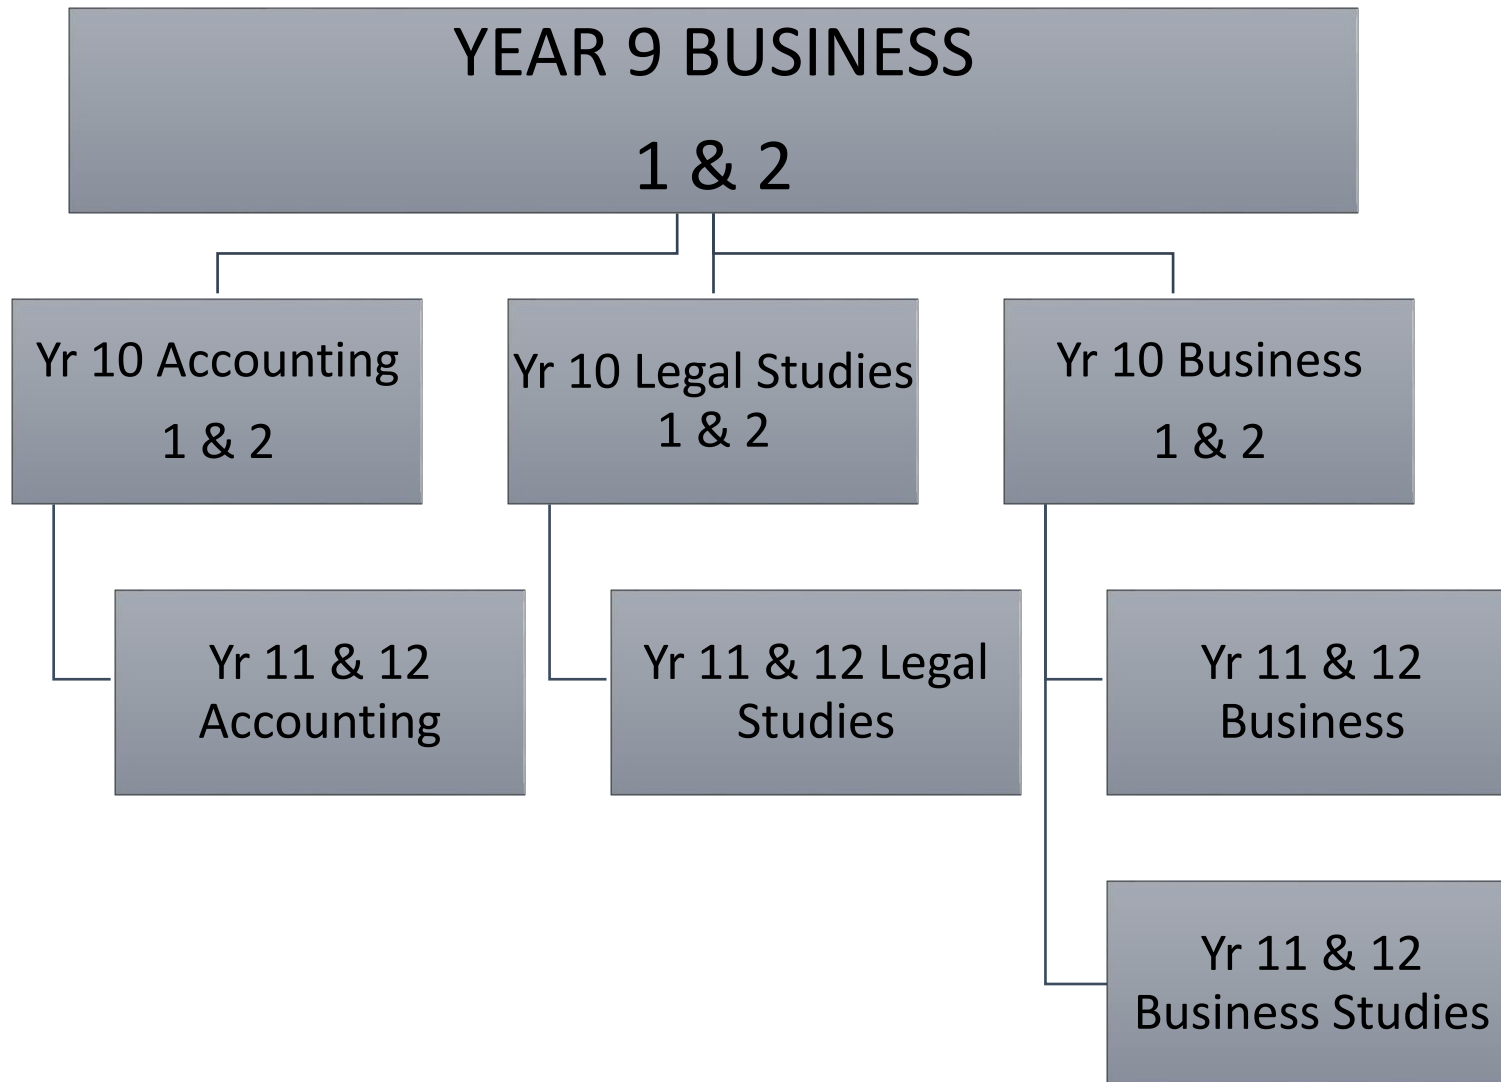 YEAR 9 BUSINESS
1 & 2
Yr 10 Accounting
1 & 2
Yr 10 Legal Studies
1 & 2
Yr 10 Business
1 & 2
Yr 11 & 12
Accounting
Yr 11 & 12 Legal
Studies
Yr 11 & 12
Business
Yr 11 & 12
Business Studies